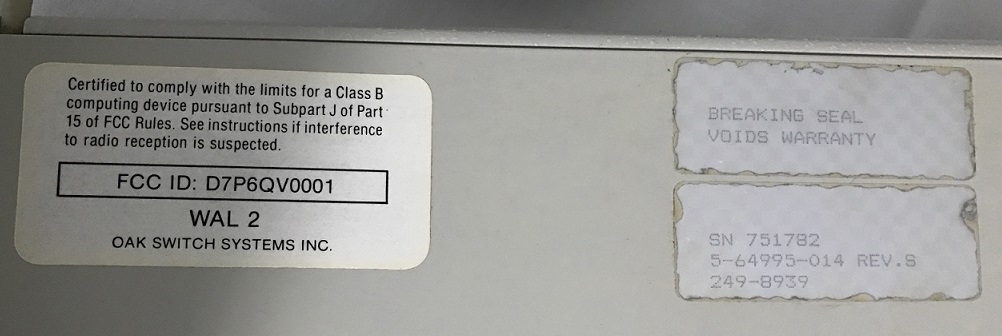 Certified to comply with the limits for a Class B
computing device pursuant to Subpart J of Part
15 of FCC Rules. See instructions if interference
to radio reception is suspected.
FCC ID: D7P6QV0001
WAL 2
OAK SWITCH SYSTEMS INC.
BREAKING SEAL
VOIDS WARRANTY
SN 751782
5-64995-014 REV.S
249-8939